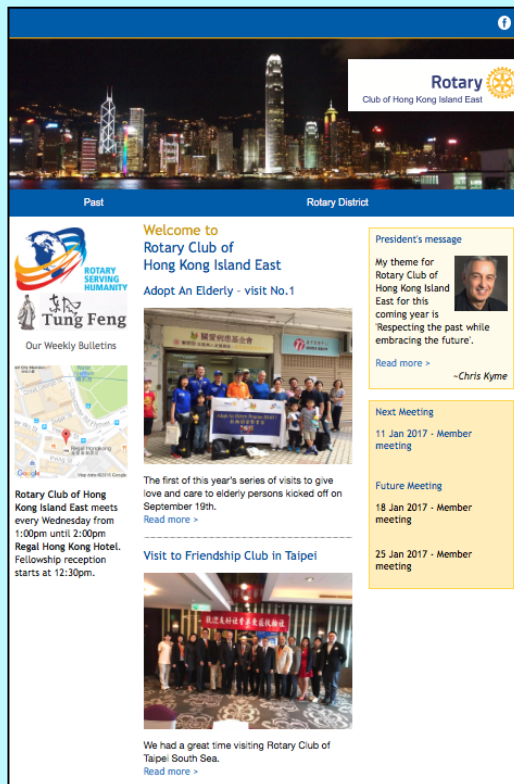 Rotary
Club of Hong Kong Island East
Past
Rotary District
ROTARY
SERVING
HUMANITY
Tung Feng
Our Weekly Bulletins
Regal Hongkong
Google
Map data ©2016 Google
Rotary Club of Hong
Kong Island East meets
every Wednesday from
1:00pm until 2:00pm
Regal Hong Kong Hotel.
Fellowship reception
starts at 12:30pm.
Welcome to
Rotary Club of
Hong Kong Island East
Adopt An Elderly - visit No.1
The first of this year's series of visits to give
love and care to elderly persons kicked off on
September 19th.
Read more >
Visit to Friendship Club in Taipei
We had a great time visiting Rotary Club of
Taipei South Sea.
Read more >
President's message
My theme for
Rotary Club of
Hong Kong Island
East for this
coming year is
'Respecting the past while
embracing the future'.
Read more >
~Chris Kyme
Next Meeting
11 Jan 2017 - Member
meeting
Future Meeting
18 Jan 2017 - Member
meeting
25 Jan 2017 - Member
meeting